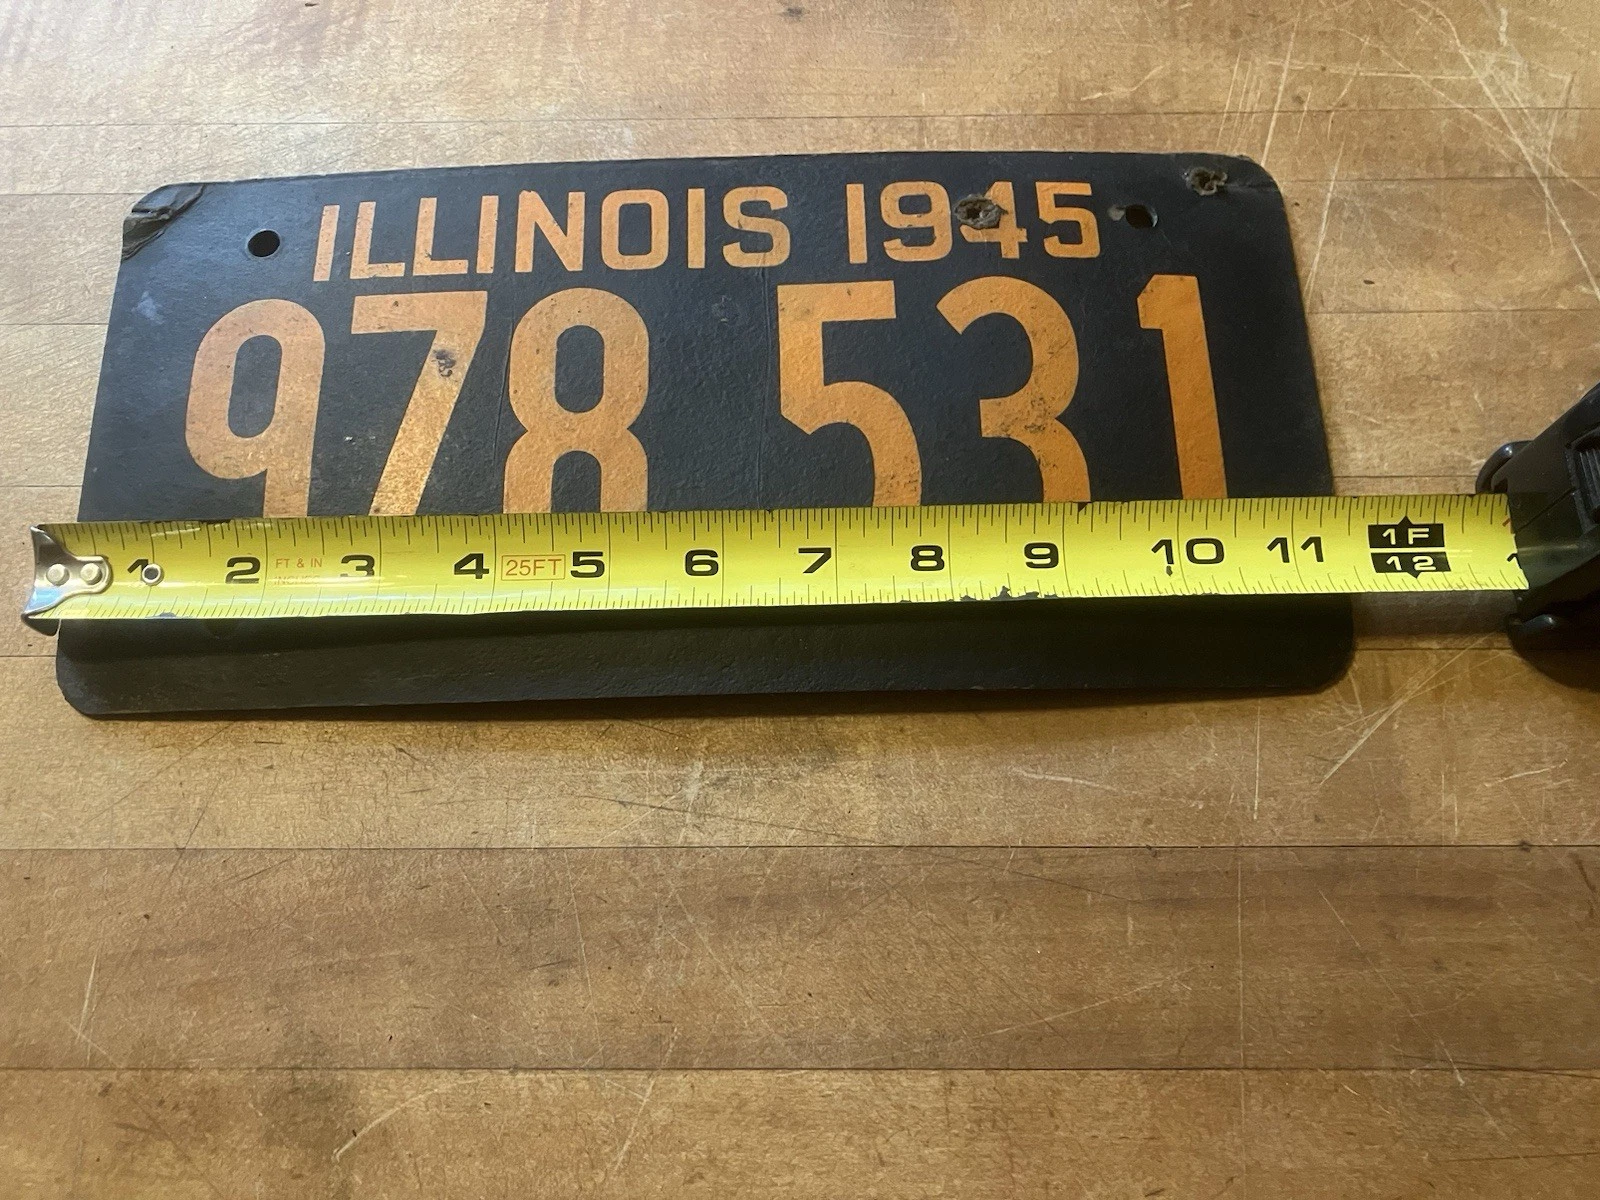 ILLINOIS 1945
978 531
1 2 FT & IN INCHES 3 4 25FT 5 6 7 8 9 10 11 1F 12